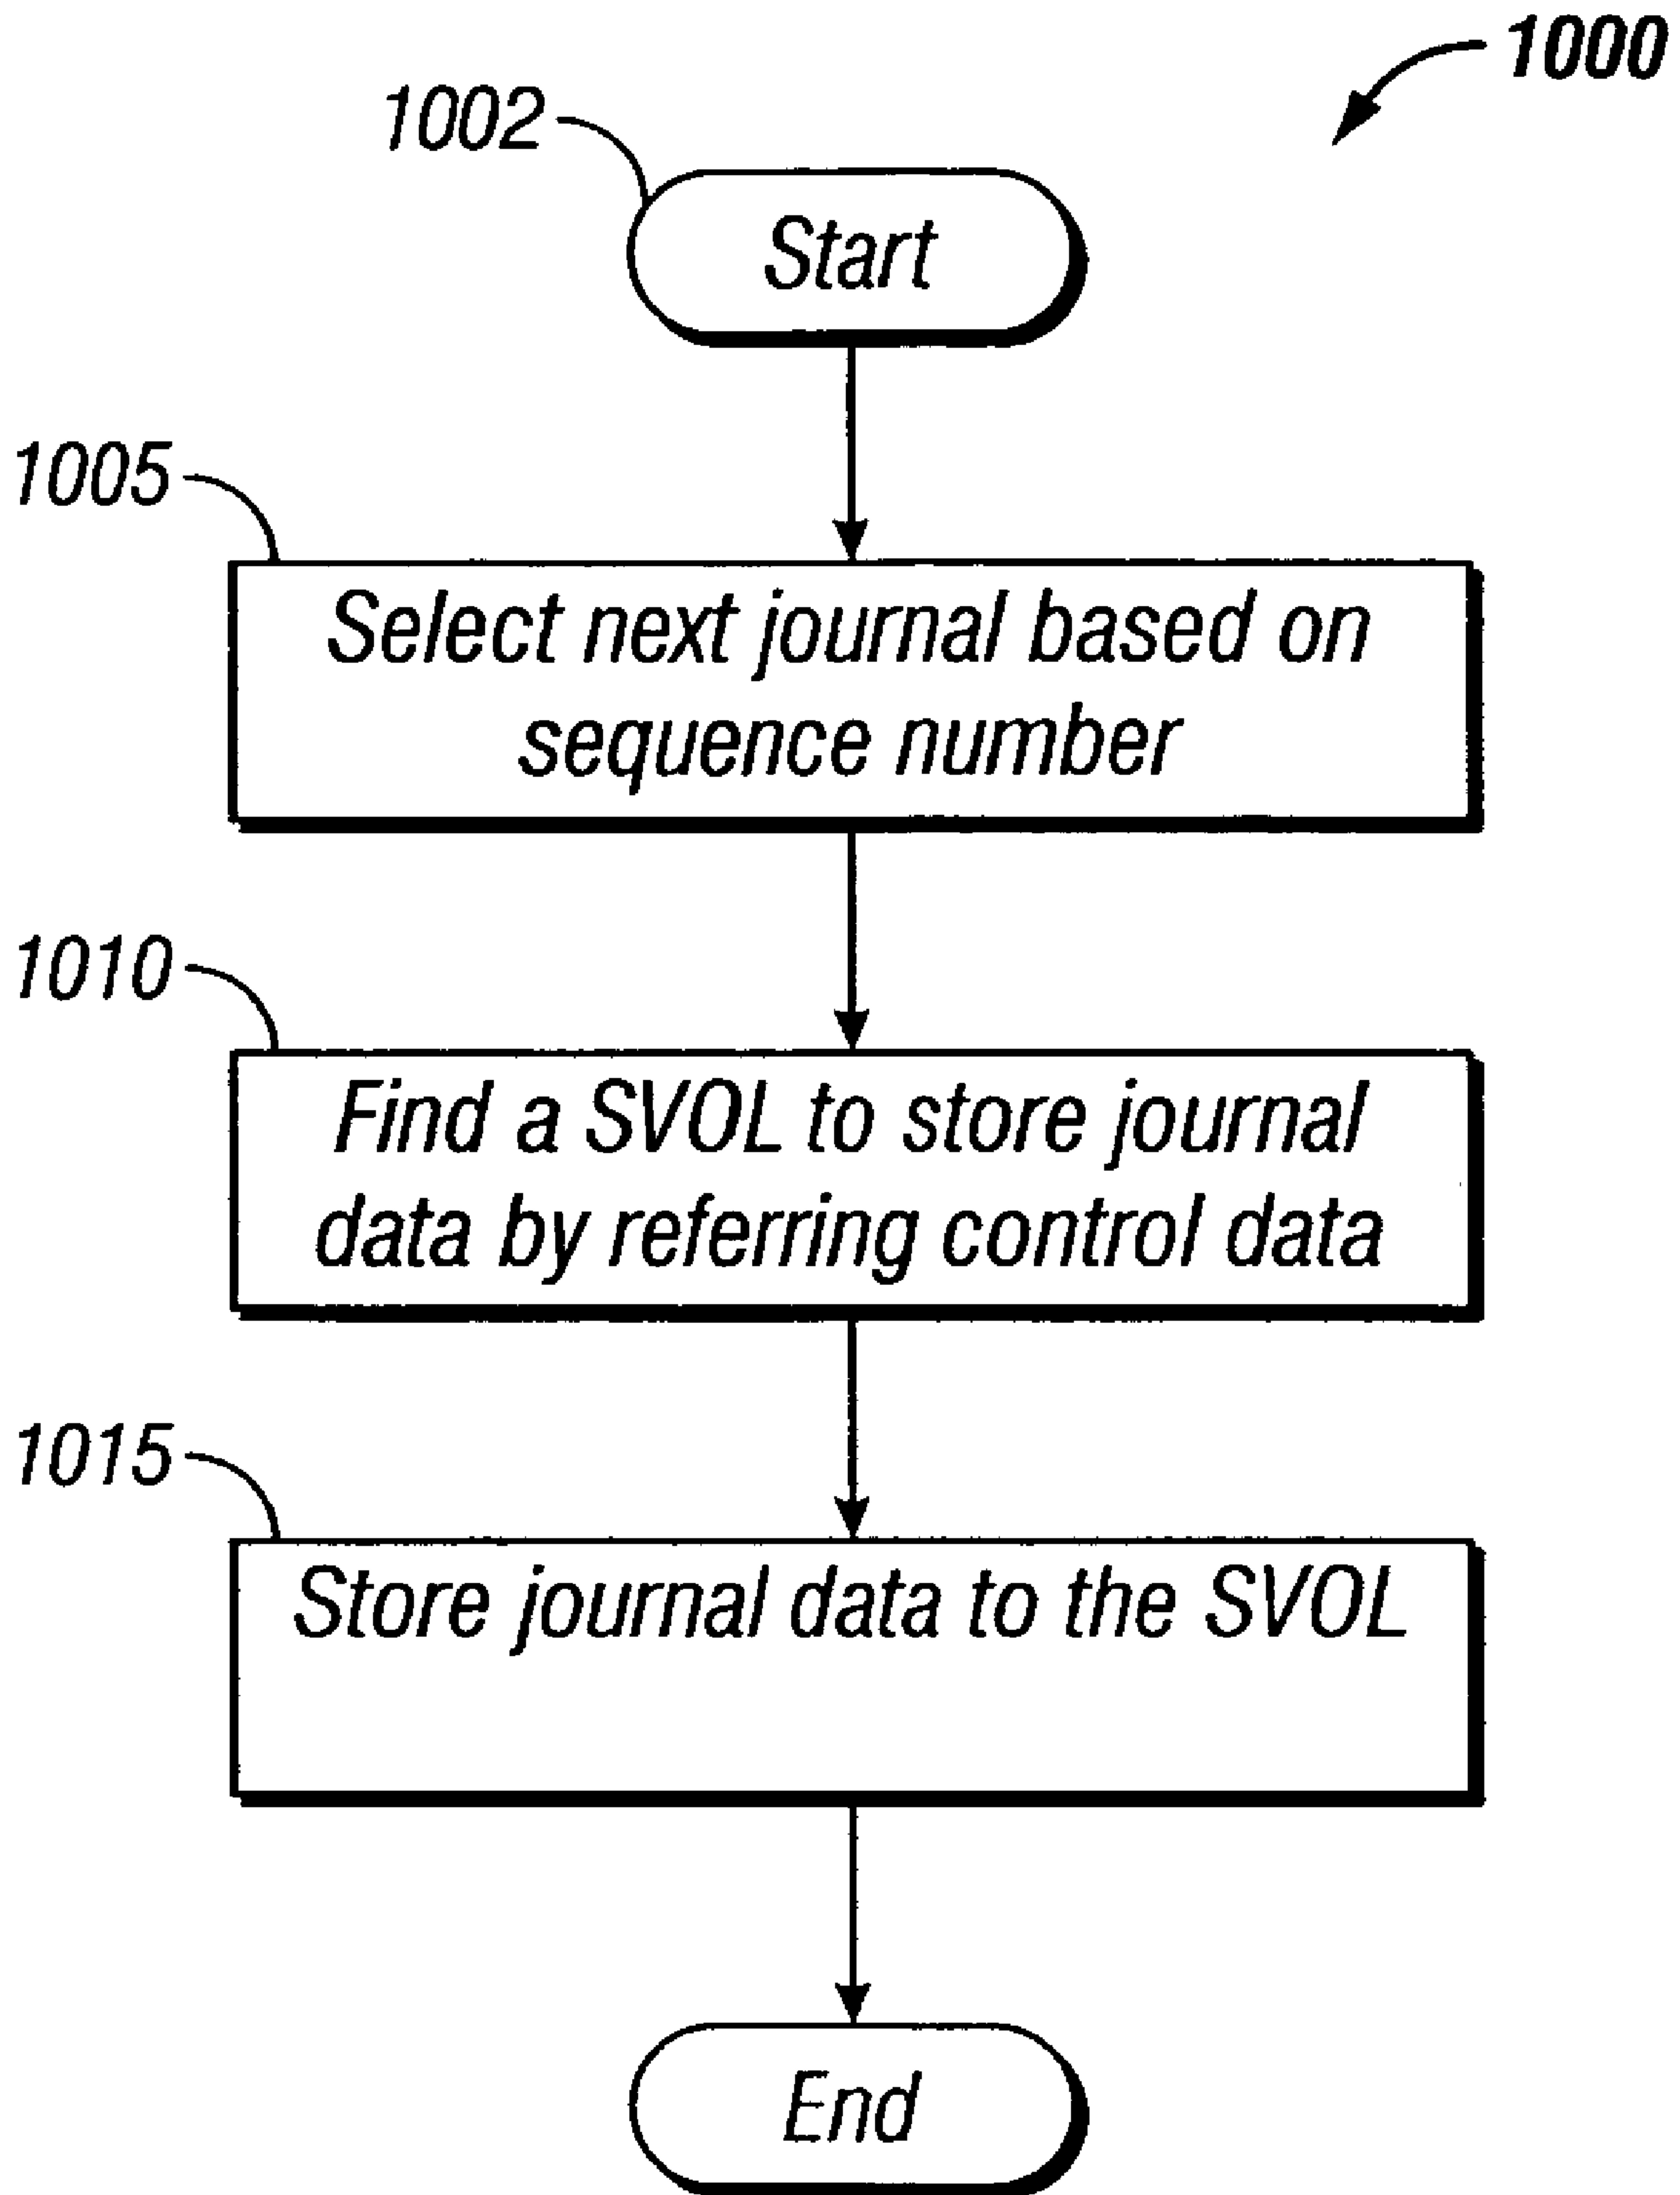 1000
1002
Start
1005
Select next journal based on
sequence number
1010
Find a SVOL to store journal
data by referring control data
1015
Store journal data to the SVOL
End